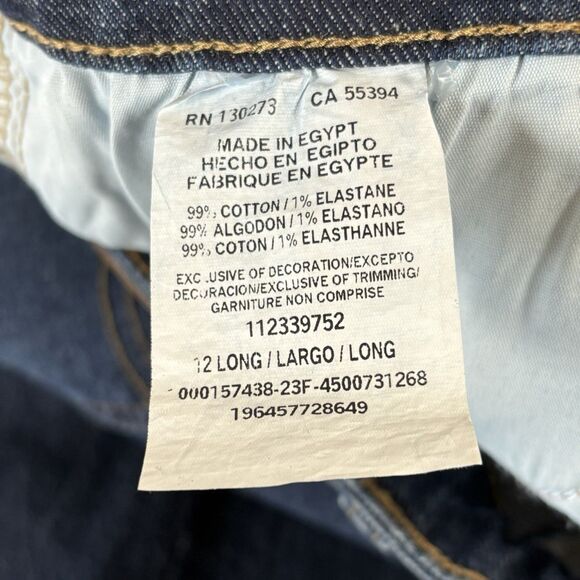 RN 130273 CA 55394
MADE IN EGYPT
HECHO EN EGIPTO
FABRIQUE EN EGYPTE
99% COTTON / 1% ELASTANE
99% ALGODON / 1% ELASTANO
99% COTON / 1% ELASTHANNE
EXCLUSIVE OF DECORATION/EXCEPTO
DECORACION/EXCLUSIVE OF TRIMMING/
GARNITURE NON COMPRISE
112339752
12 LONG / LARGO / LONG
000157438-23F-4500731268
196457728649